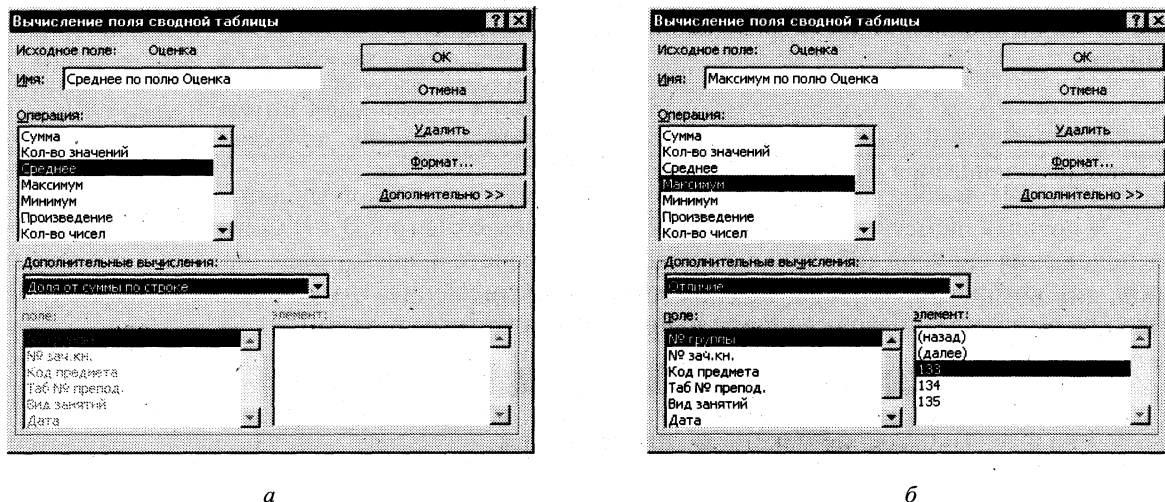 Вычисление поля сводной таблицы
Исходное поле: Оценка
Имя: Среднее по полю Оценка
Операция:
Сумма
Кол-во значений
Среднее
Максимум
Минимум
Произведение
Кол-во чисел
OK
Отмена
Удалить
Формат...
Дополнительно >>
Дополнительные вычисления:
Доля от суммы по строке
поле:
№ группы
№ зач.кн.
Код предмета
Таб № препод.
Вид занятий
Дата
элемент:
а
Вычисление поля сводной таблицы
Исходное поле: Оценка
Имя: Максимум по полю Оценка
Операция:
Сумма
Кол-во значений
Среднее
Максимум
Минимум
Произведение
Кол-во чисел
OK
Отмена
Удалить
Формат...
Дополнительно >>
Дополнительные вычисления:
Отличие
поле:
№ группы
№ зач.кн.
Код предмета
Таб № препод.
Вид занятий
Дата
элемент:
(назад)
(далее)
133
134
135
б